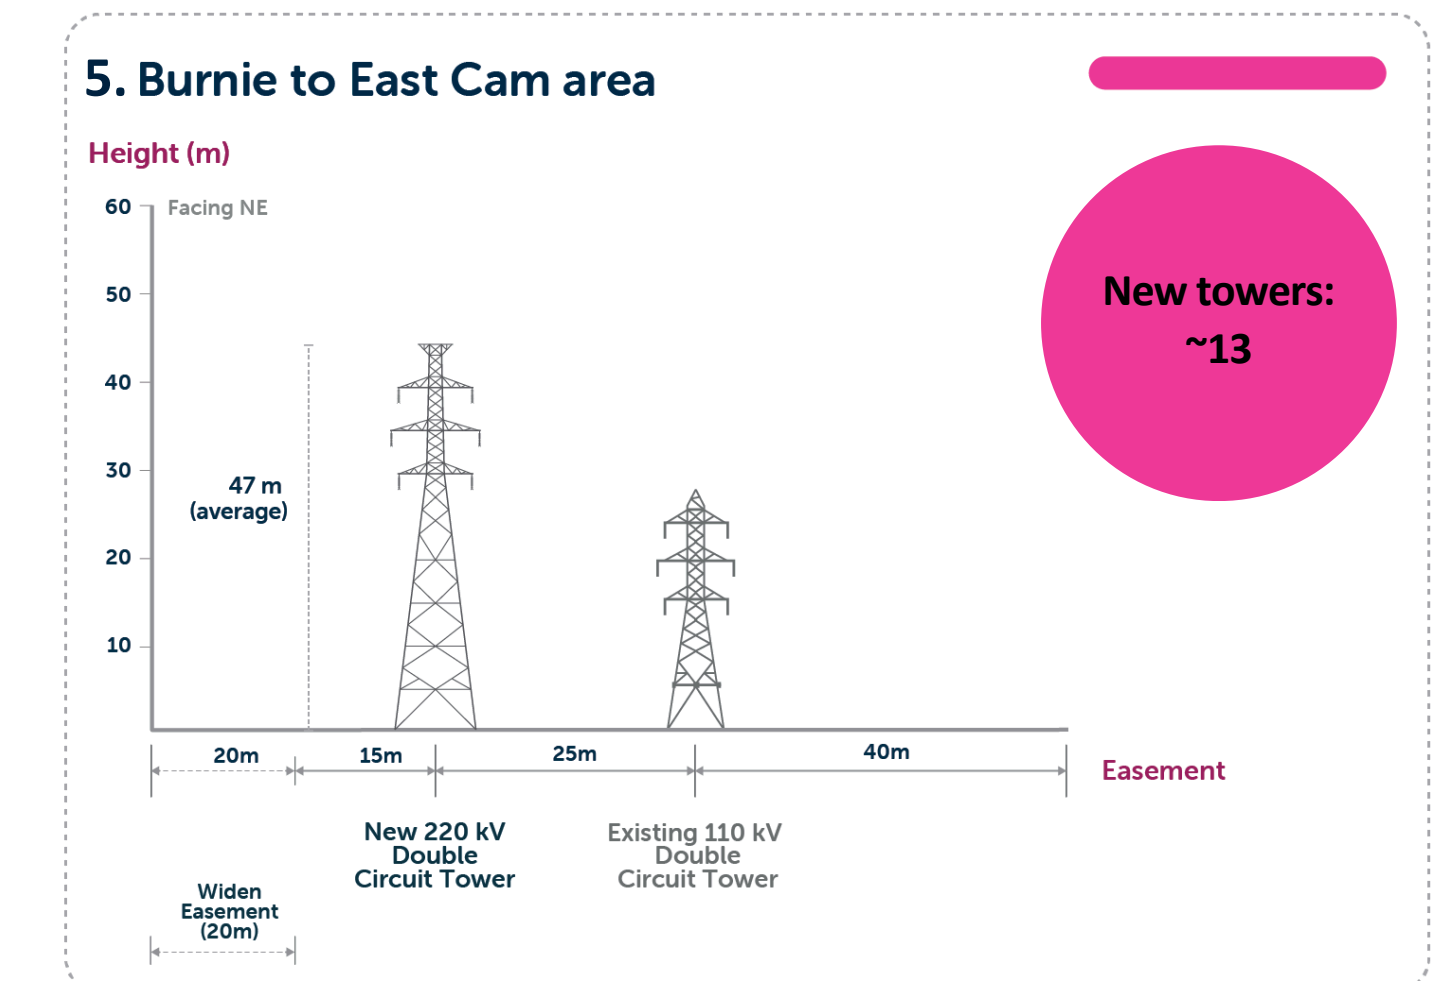 5. Burnie to East Cam area
Height (m)
60
Facing NE
50
40
30
20
10
47 m
(average)
New towers:
~13
20m
15m
25m
40m
Easement
New 220 kV
Double
Circuit Tower
Existing 110 kV
Double
Circuit Tower
Widen
Easement
(20m)